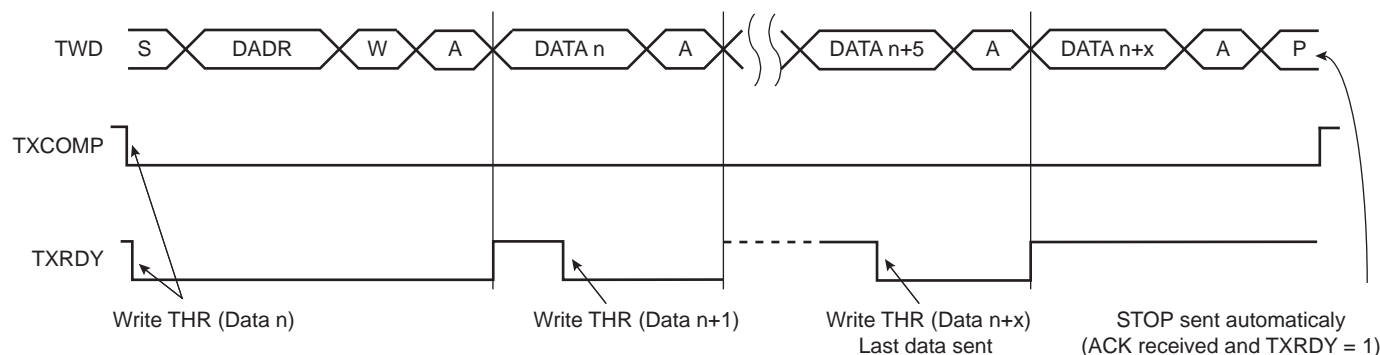 TWD S DADR W A DATA n A DATA n+5 A DATA n+x A P
TXCOMP
TXRDY
Write THR (Data n)
Write THR (Data n+1)
Write THR (Data n+x)
Last data sent
STOP sent automaticaly
(ACK received and TXRDY = 1)